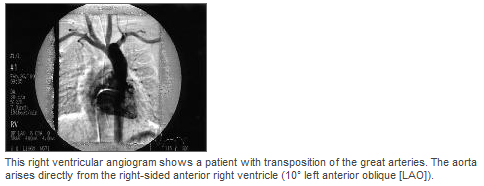 RV
This right ventricular angiogram shows a patient with transposition of the great arteries. The aorta
arises directly from the right-sided anterior right ventricle (10° left anterior oblique [LAO]).